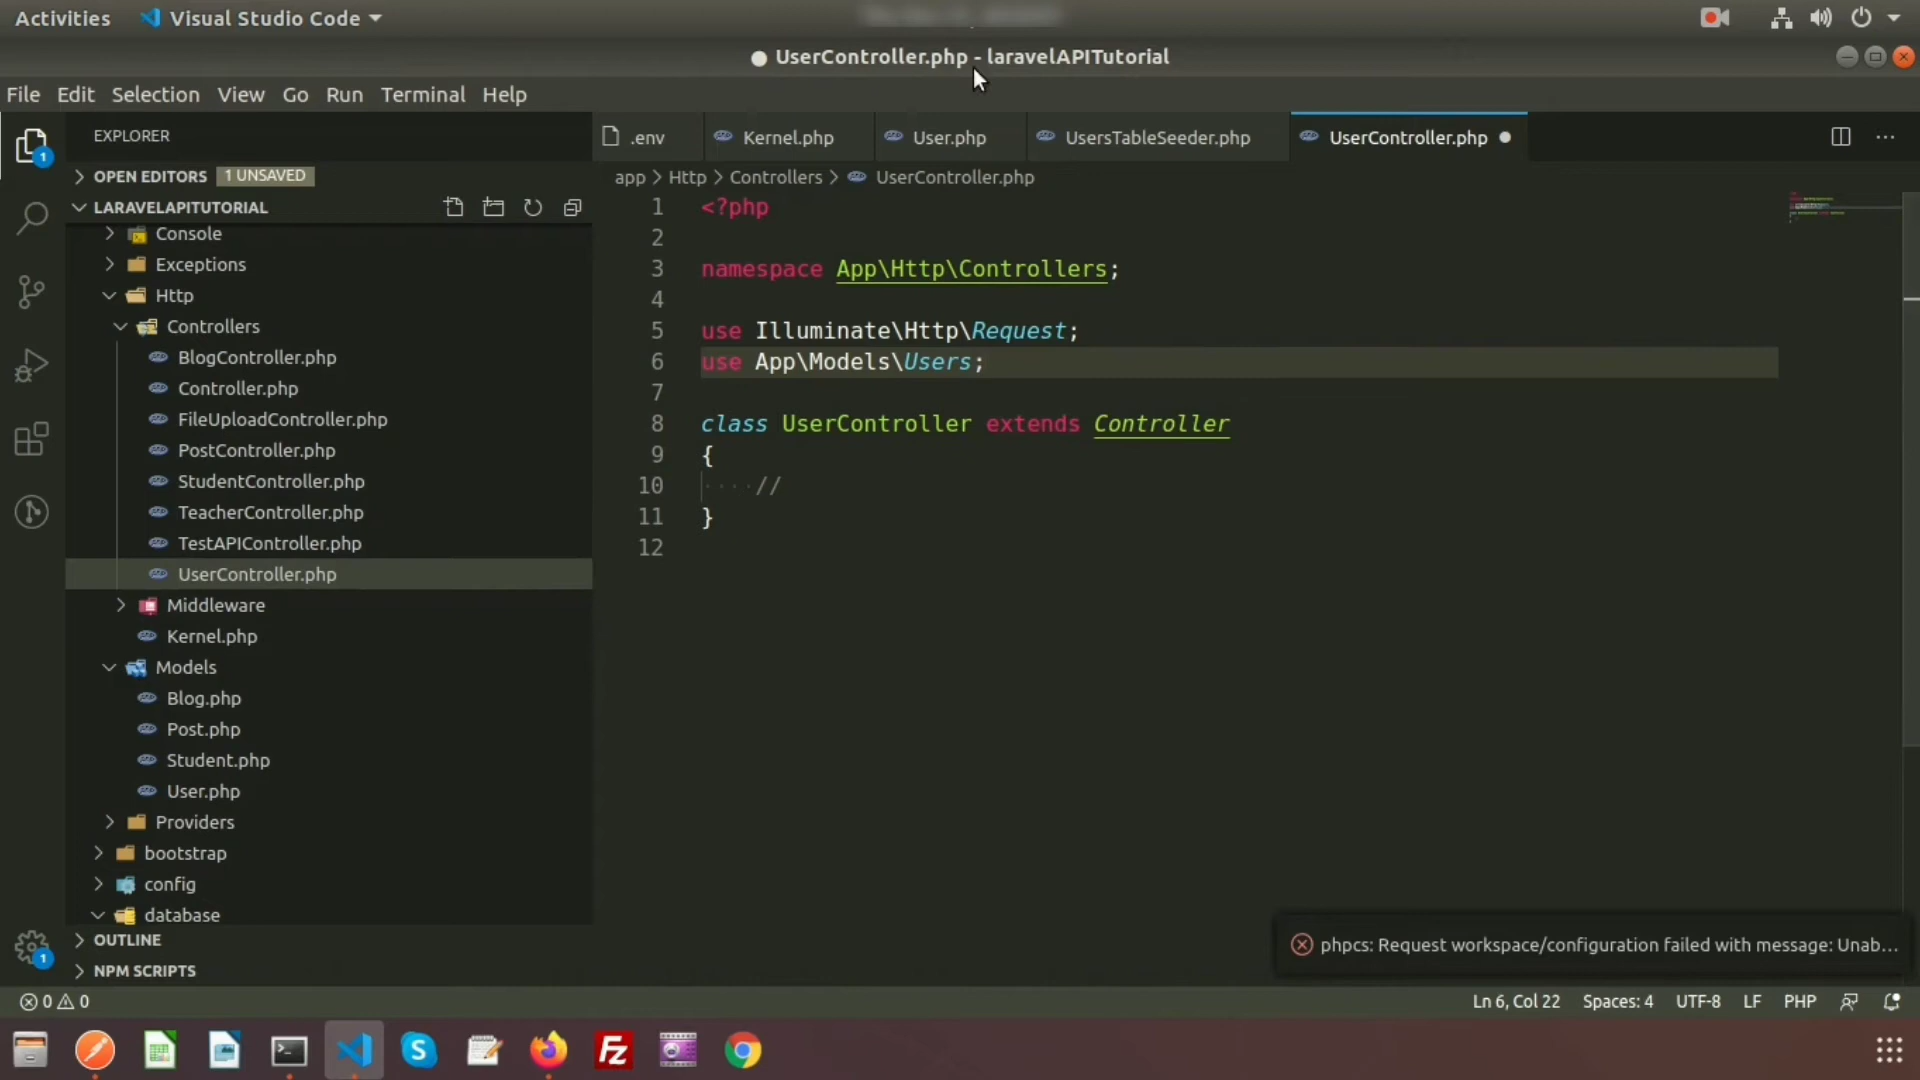 Activities Visual Studio Code
● UserController.php - laravelAPITutorial
File Edit Selection View Go Run Terminal Help
EXPLORER
OPEN EDITORS 1 UNSAVED
LARAVELAPITUTORIAL
Console
Exceptions
Http
Controllers
BlogController.php
Controller.php
FileUploadController.php
PostController.php
StudentController.php
TeacherController.php
TestAPIController.php
UserController.php
Middleware
Kernel.php
Models
Blog.php
Post.php
Student.php
User.php
Providers
bootstrap
config
database
OUTLINE
NPM SCRIPTS
1
1
.env Kernel.php User.php UsersTableSeeder.php UserController.php
app > Http > Controllers > UserController.php
1 <?php
2
3 namespace App\Http\Controllers;
4
5 use Illuminate\Http\Request;
6 use App\Models\Users;
7
8 class UserController extends Controller
9 {
10 ····//
11 }
12
phpcs: Request workspace/configuration failed with message: Unab...
0 0 Ln 6, Col 22 Spaces: 4 UTF-8 LF PHP
S
Fz